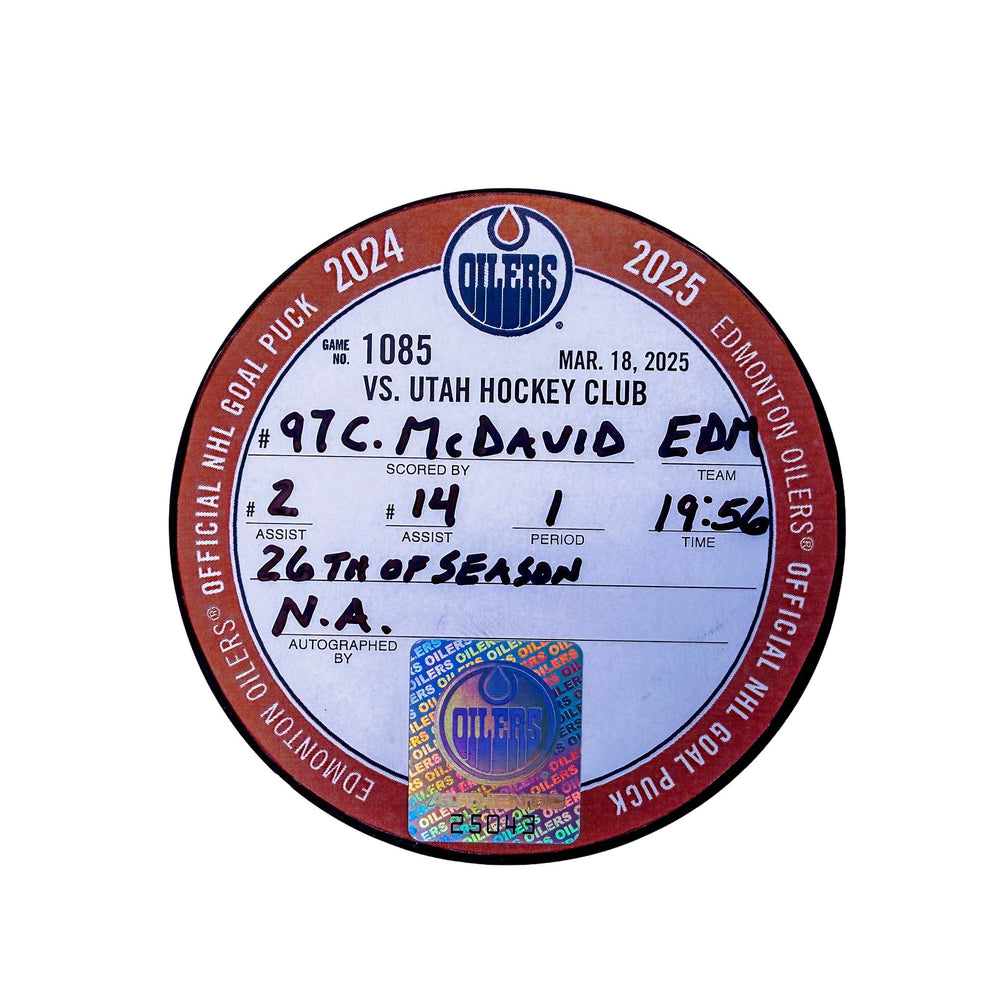 OFFICIAL NHL GOAL PUCK 2024
OILERS
2025 EDMONTON OILERS® OFFICIAL NHL GOAL PUCK
EDMONTON OILERS®
GAME NO. 1085
MAR. 18, 2025
VS. UTAH HOCKEY CLUB
# 97 C. McDAVID EDM
SCORED BY TEAM
# 2 # 14 1 19:56
ASSIST ASSIST PERIOD TIME
26TH OF SEASON
N.A.
AUTOGRAPHED
BY
OILERS
AUTHENTIC
25043